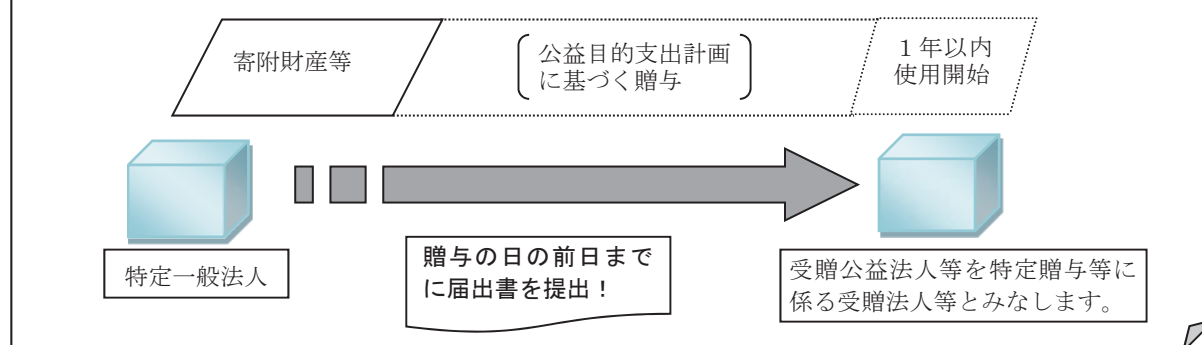 寄附財産等
公益目的支出計画
に基づく贈与
１年以内
使用開始
特定一般法人
贈与の日の前日まで
に届出書を提出！
受贈公益法人等を特定贈与等に
係る受贈法人等とみなします。